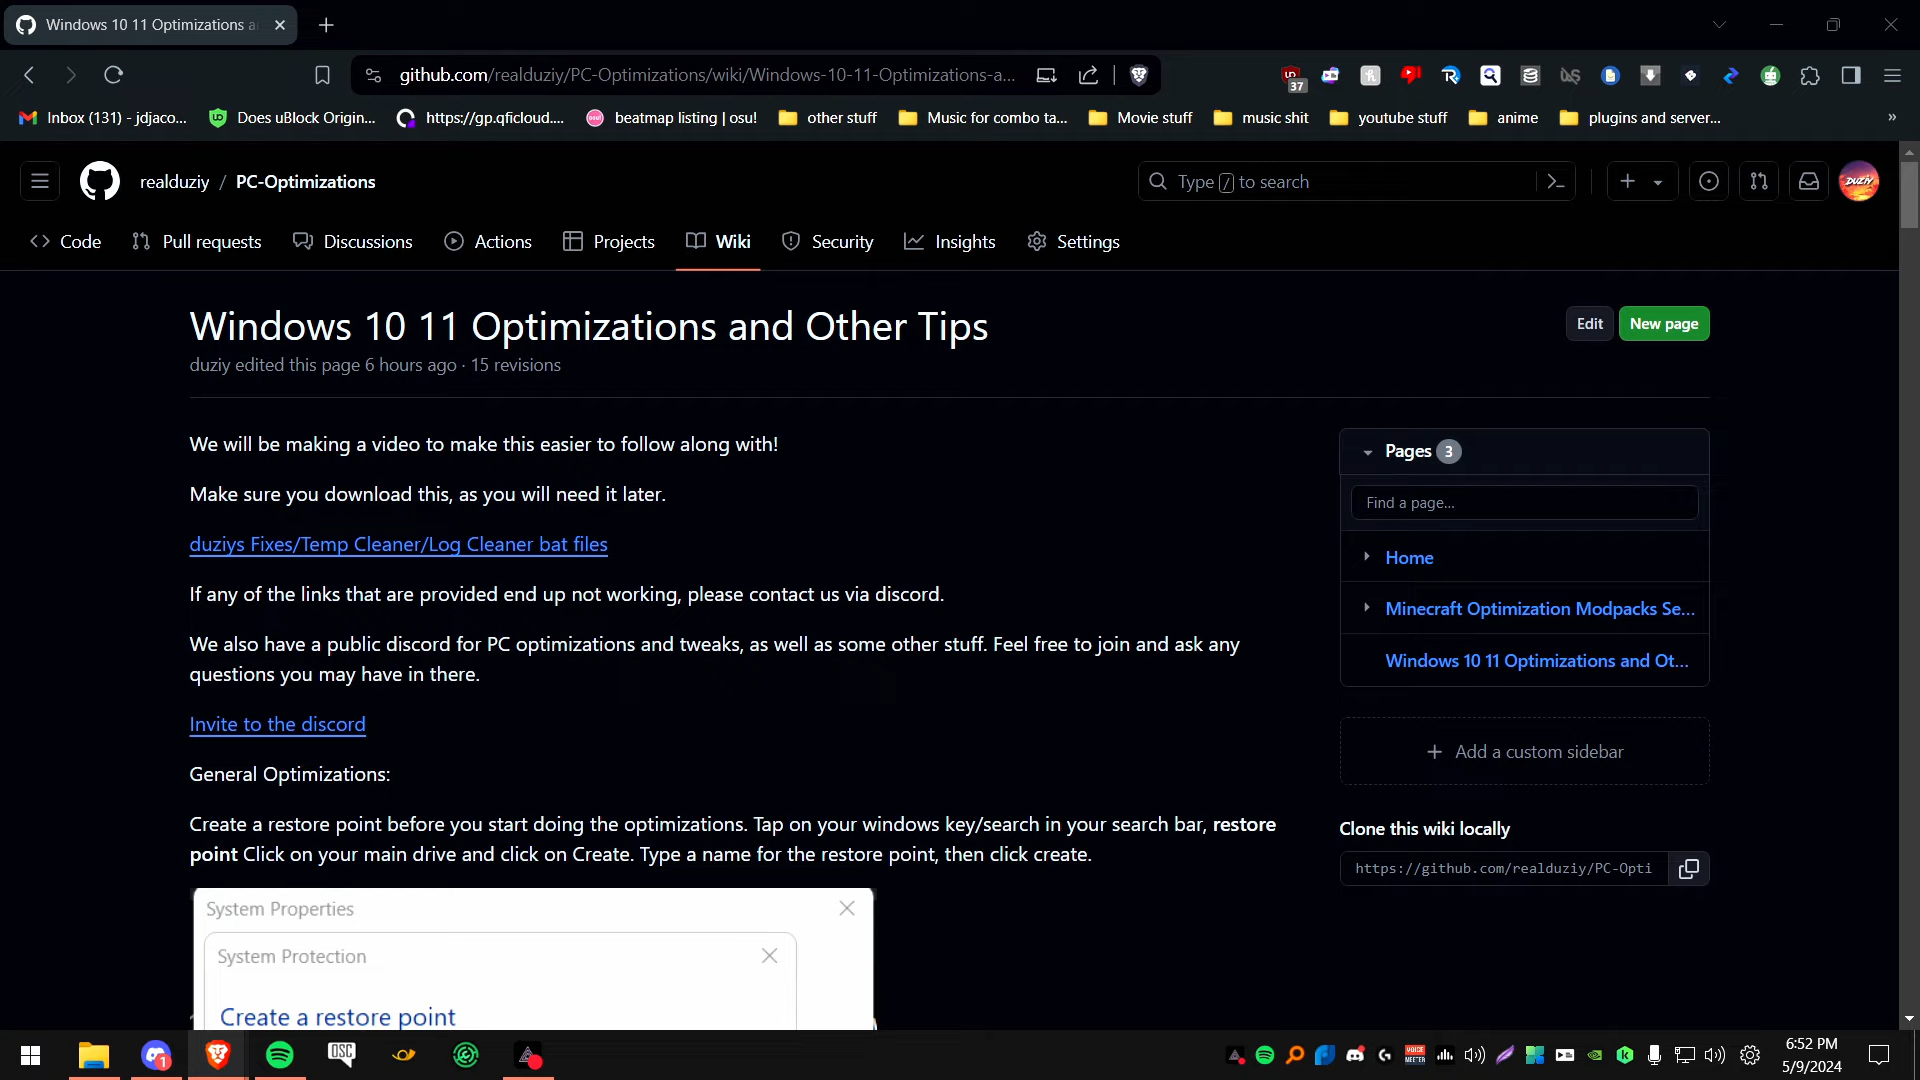 Windows 10 11 Optimizations a
github.com/realduziy/PC-Optimizations/wiki/Windows-10-11-Optimizations-a...
37
Inbox (131) - jdjaco...
Does uBlock Origin...
https://gp.qficloud....
beatmap listing | osu!
other stuff
Music for combo ta...
Movie stuff
music shit
youtube stuff
anime
plugins and server...
»
realduziy / PC-Optimizations
Type / to search
DUZIY
Code
Pull requests
Discussions
Actions
Projects
Wiki
Security
Insights
Settings
Windows 10 11 Optimizations and Other Tips
Edit
New page
duziy edited this page 6 hours ago · 15 revisions
We will be making a video to make this easier to follow along with!
Make sure you download this, as you will need it later.
duziys Fixes/Temp Cleaner/Log Cleaner bat files
If any of the links that are provided end up not working, please contact us via discord.
We also have a public discord for PC optimizations and tweaks, as well as some other stuff. Feel free to join and ask any
questions you may have in there.
Invite to the discord
General Optimizations:
Create a restore point before you start doing the optimizations. Tap on your windows key/search in your search bar, restore
point Click on your main drive and click on Create. Type a name for the restore point, then click create.
System Properties
System Protection
Create a restore point
Pages 3
Find a page...
Home
Minecraft Optimization Modpacks Se...
Windows 10 11 Optimizations and Ot...
Add a custom sidebar
Clone this wiki locally
https://github.com/realduziy/PC-Opti
1
OSC
VOICE
MEETER
6:52 PM
5/9/2024